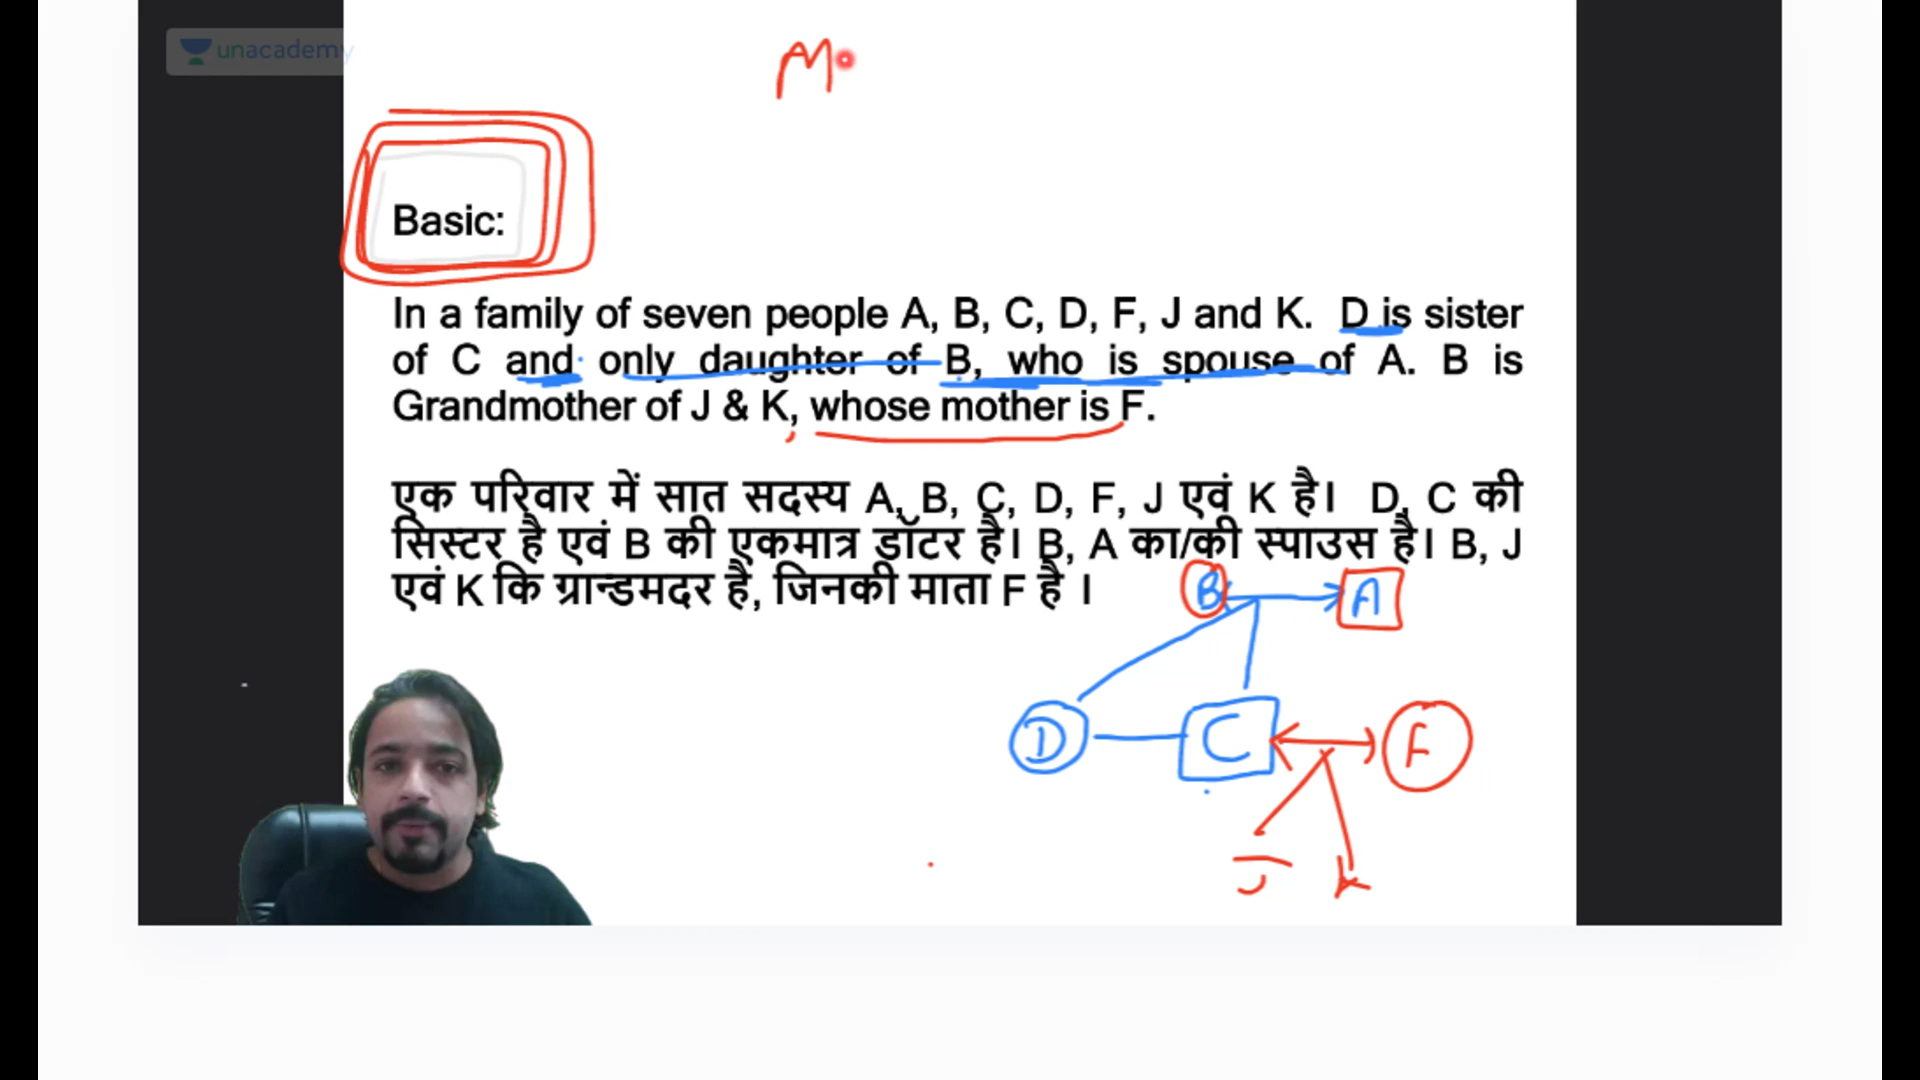 unacademy
M
Basic:
In a family of seven people A, B, C, D, F, J and K. D is sister
of C and only daughter of B, who is spouse of A. B is
Grandmother of J & K, whose mother is F.
एक परिवार में सात सदस्य A, B, C, D, F, J एवं K है। D, C की
सिस्टर है एवं B की एकमात्र डॉटर है। B, A का/की स्पाउस है। B, J
एवं K कि ग्रान्डमदर है, जिनकी माता F है ।
B A
D C F
J K